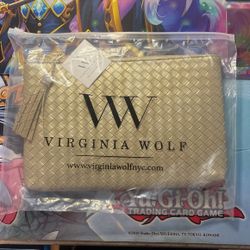 VW
VIRGINIA WOLF
www.virginiawolfnyc.com
Yu-Gi-Oh!
TRADING CARD GAME